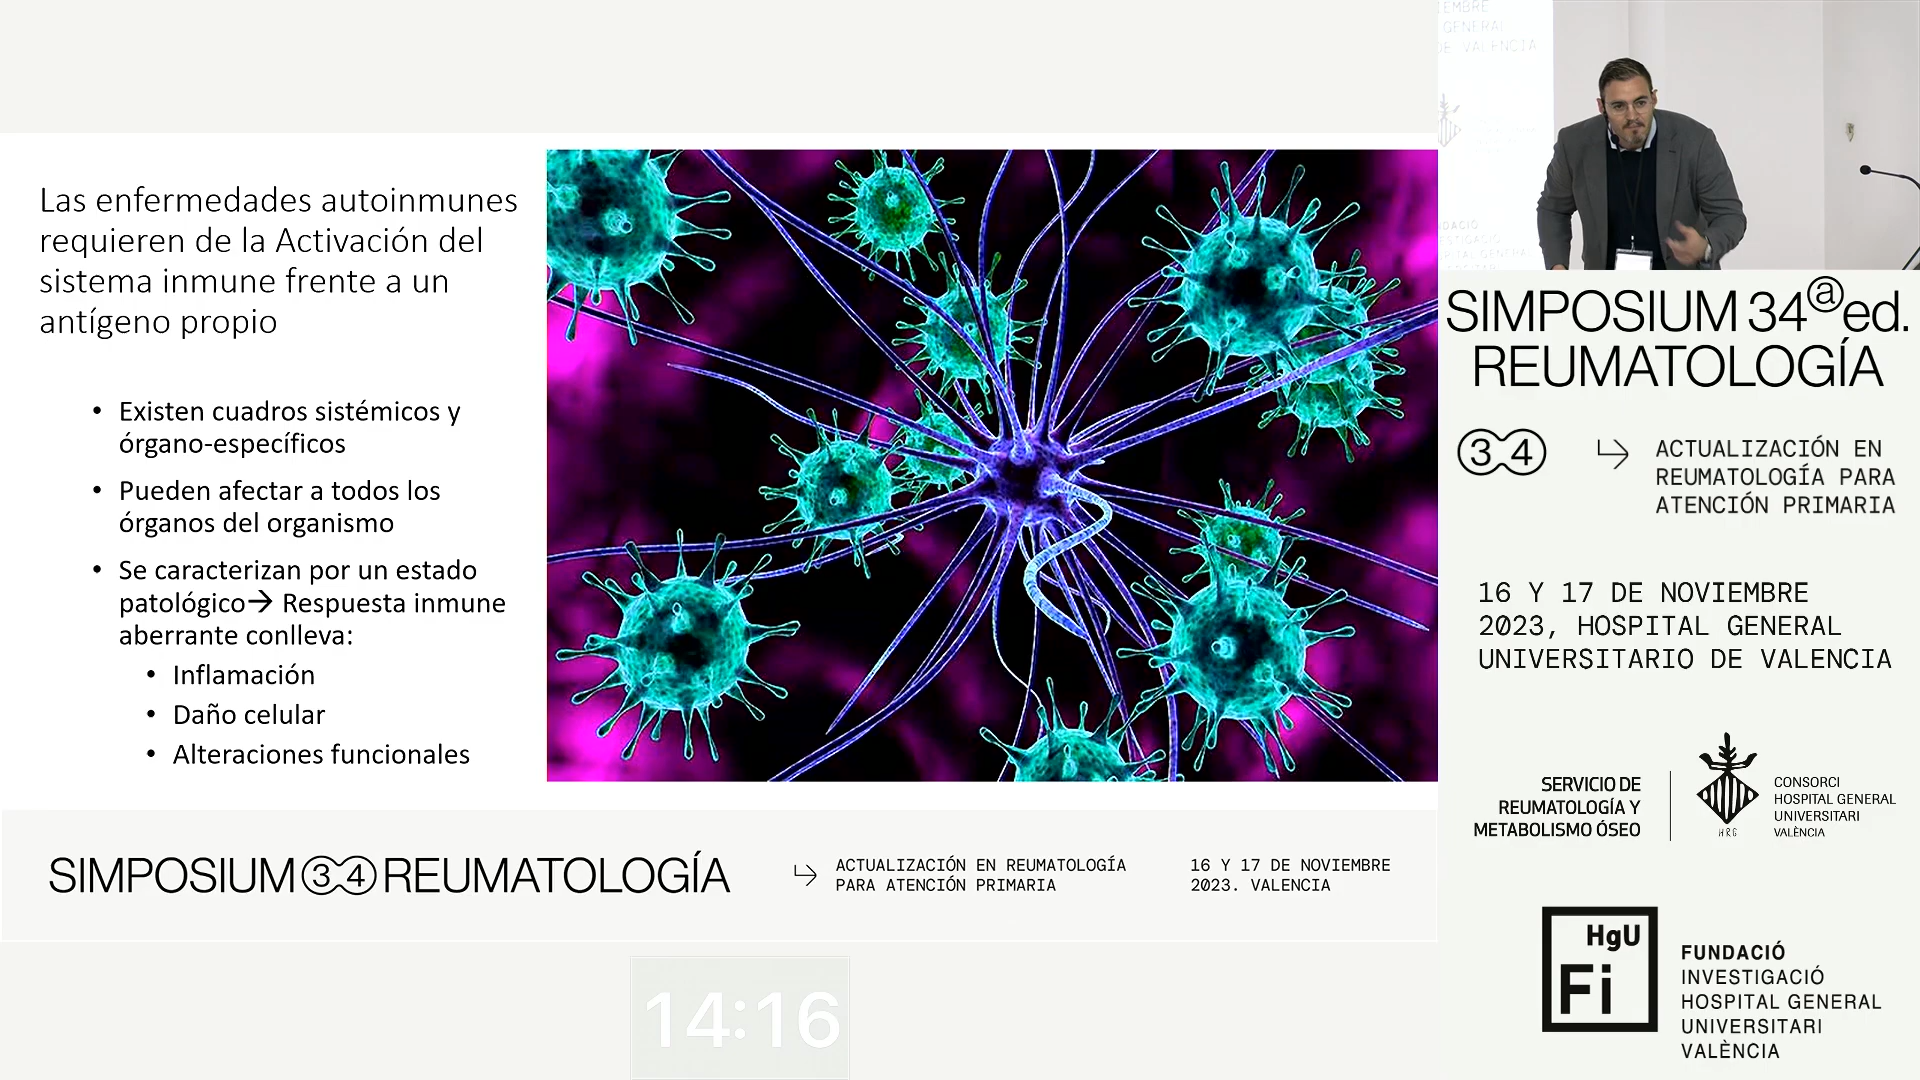 Las enfermedades autoinmunes
requieren de la Activación del
sistema inmune frente a un
antígeno propio
• Existen cuadros sistémicos y
órgano-específicos
• Pueden afectar a todos los
órganos del organismo
• Se caracterizan por un estado
patológico→ Respuesta inmune
aberrante conlleva:
• Inflamación
• Daño celular
• Alteraciones funcionales
SIMPOSIUM 34 REUMATOLOGÍA
↳ ACTUALIZACIÓN EN REUMATOLOGÍA
PARA ATENCIÓN PRIMARIA
16 Y 17 DE NOVIEMBRE
2023. VALENCIA
14:16
GENERAL
DE VALENCIA
SIMPOSIUM 34ⓐed.
REUMATOLOGÍA
34
↳ ACTUALIZACIÓN EN
REUMATOLOGÍA PARA
ATENCIÓN PRIMARIA
16 Y 17 DE NOVIEMBRE
2023, HOSPITAL GENERAL
UNIVERSITARIO DE VALENCIA
SERVICIO DE
REUMATOLOGÍA Y
METABOLISMO ÓSEO
HRG
CONSORCI
HOSPITAL GENERAL
UNIVERSITARI
VALÈNCIA
HgU
Fi
FUNDACIÓ
INVESTIGACIÓ
HOSPITAL GENERAL
UNIVERSITARI
VALÈNCIA